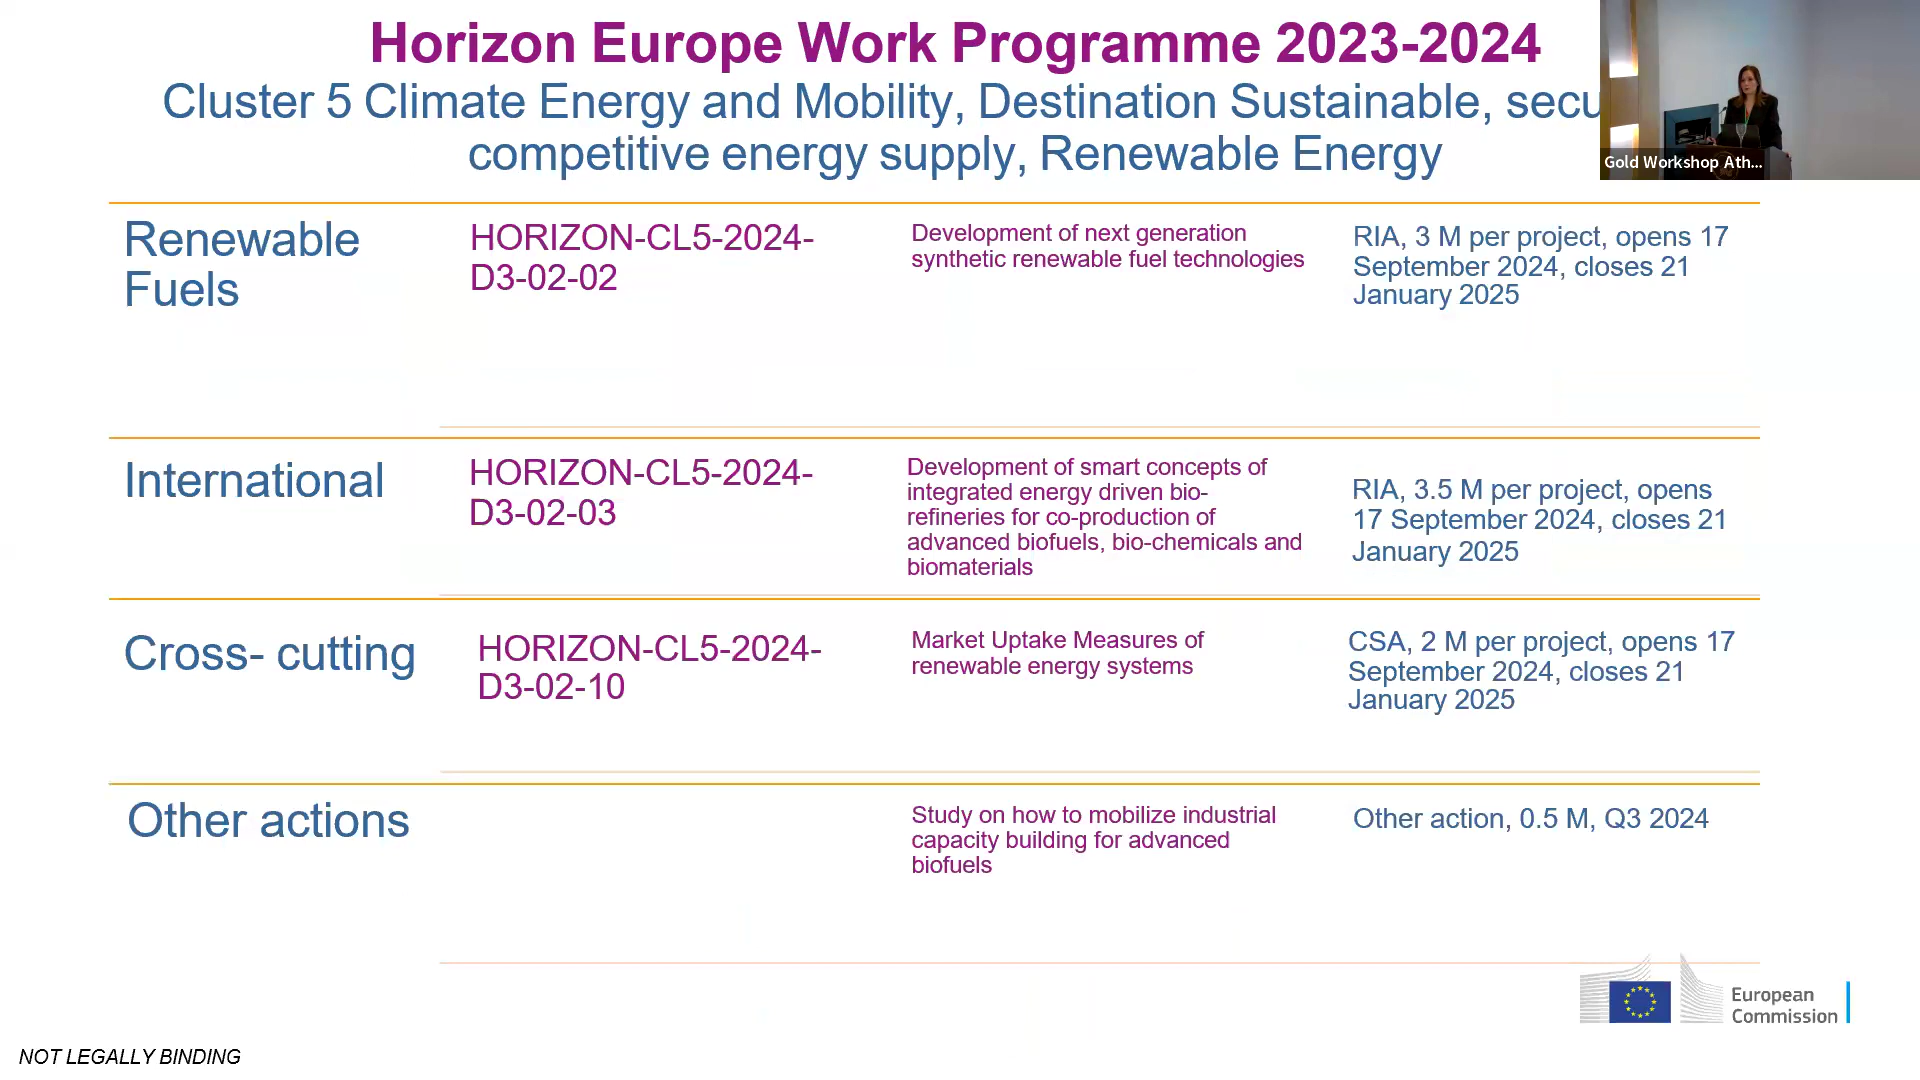 Horizon Europe Work Programme 2023-2024
Cluster 5 Climate Energy and Mobility, Destination Sustainable, secu
competitive energy supply, Renewable Energy
Gold Workshop Ath...
Renewable
Fuels
HORIZON-CL5-2024-
D3-02-02
Development of next generation
synthetic renewable fuel technologies
RIA, 3 M per project, opens 17
September 2024, closes 21
January 2025
International
HORIZON-CL5-2024-
D3-02-03
Development of smart concepts of
integrated energy driven bio-
refineries for co-production of
advanced biofuels, bio-chemicals and
biomaterials
RIA, 3.5 M per project, opens
17 September 2024, closes 21
January 2025
Cross- cutting
HORIZON-CL5-2024-
D3-02-10
Market Uptake Measures of
renewable energy systems
CSA, 2 M per project, opens 17
September 2024, closes 21
January 2025
Other actions
Study on how to mobilize industrial
capacity building for advanced
biofuels
Other action, 0.5 M, Q3 2024
European
Commission
NOT LEGALLY BINDING